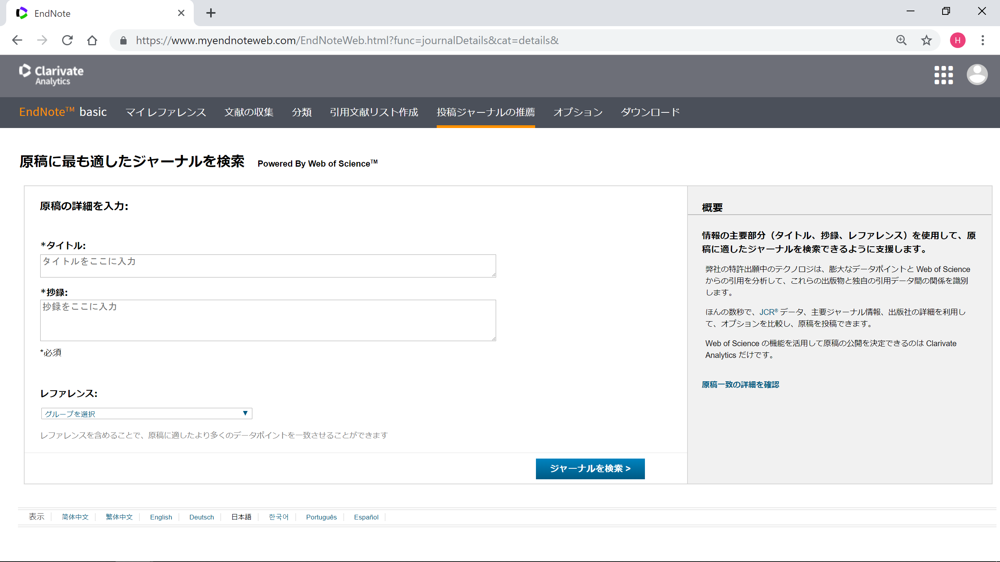 EndNote
https://www.myendnoteweb.com/EndNoteWeb.html?func=journalDetails&cat=details&
H
Clarivate
Analytics
EndNote™ basic マイレファレンス 文献の収集 分類 引用文献リスト作成 投稿ジャーナルの推薦 オプション ダウンロード
原稿に最も適したジャーナルを検索 Powered By Web of Science™
原稿の詳細を入力:
*タイトル:
タイトルをここに入力
*抄録:
抄録をここに入力
*必須
レファレンス:
グループを選択
レファレンスを含めることで、原稿に適したより多くのデータポイントを一致させることができます
ジャーナルを検索 >
概要
情報の主要部分（タイトル、抄録、レファレンス）を使用して、原
稿に適したジャーナルを検索できるように支援します。
弊社の特許出願中のテクノロジは、膨大なデータポイントと Web of Science
からの引用を分析して、これらの出版物と独自の引用データ間の関係を識別
します。
ほんの数秒で、JCR® データ、主要ジャーナル情報、出版社の詳細を利用し
て、オプションを比較し、原稿を投稿できます。
Web of Science の機能を活用して原稿の公開を決定できるのは Clarivate
Analytics だけです。
原稿一致の詳細を確認
表示 简体中文 繁体中文 English Deutsch 日本語 한국어 Português Español